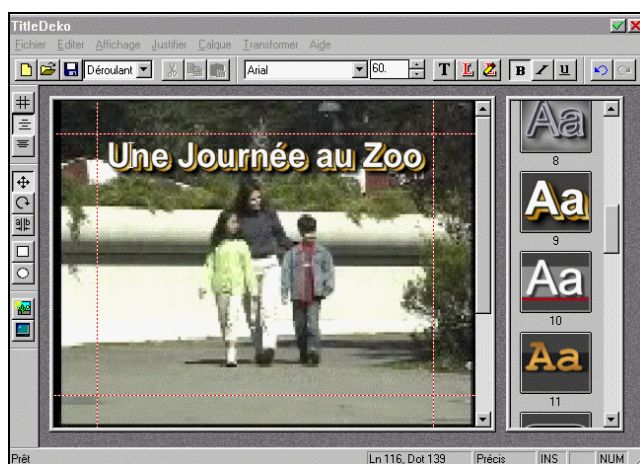 TitleDeko
Fichier Editer Affichage Justifier Calque Transformer Aide
Déroulant Arial 60. T L 2 B I U
Une Journée au Zoo
Aa
8
Aa
9
Aa
10
Aa
11
Prêt Ln 116, Dot 139 Précis INS NUM